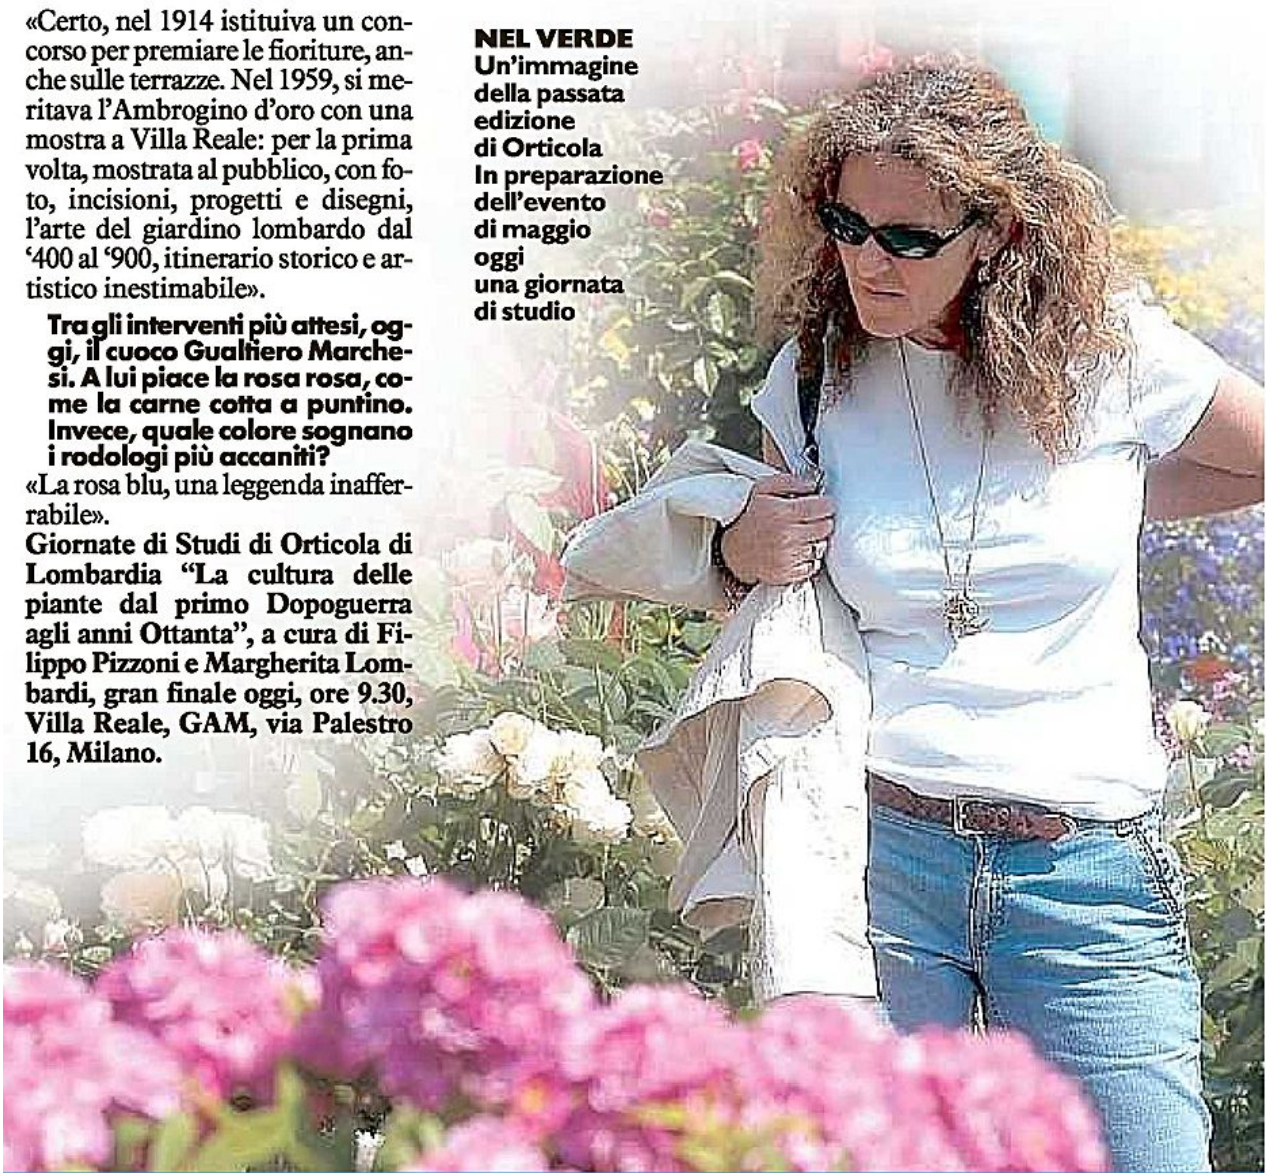 «Certo, nel 1914 istituiva un con-
corso per premiare le fioriture, an-
che sulle terrazze. Nel 1959, si me-
ritava l'Ambrogino d'oro con una
mostra a Villa Reale: per la prima
volta, mostrata al pubblico, con fo-
to, incisioni, progetti e disegni,
l'arte del giardino lombardo dal
‘400 al ‘900, itinerario storico e ar-
tistico inestimabile».
Tra gli interventi più attesi, og-
gi, il cuoco Gualtiero Marche-
si. A lui piace la rosa rosa, co-
me la carne cotta a puntino.
Invece, quale colore sognano
i rodologi più accaniti?
«La rosa blu, una leggenda inaffer-
rabile».
Giornate di Studi di Orticola di
Lombardia “La cultura delle
piante dal primo Dopoguerra
agli anni Ottanta”, a cura di Fi-
lippo Pizzoni e Margherita Lom-
bardi, gran finale oggi, ore 9.30,
Villa Reale, GAM, via Palestro
16, Milano.
NEL VERDE
Un'immagine
della passata
edizione
di Orticola
In preparazione
dell'evento
di maggio
oggi
una giornata
di studio